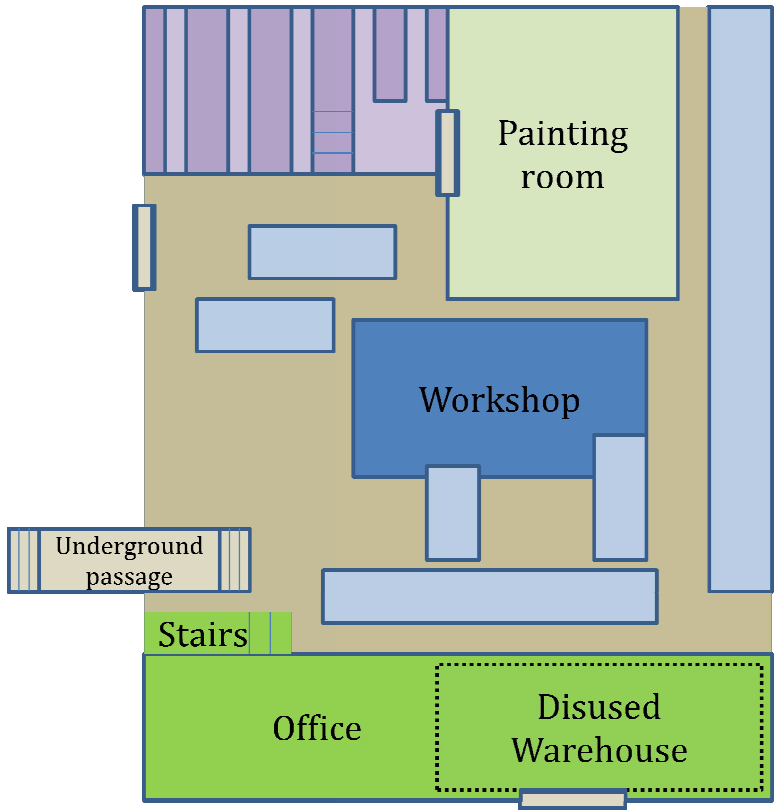 Painting
room
Workshop
Underground
passage
Stairs
Office
Disused
Warehouse